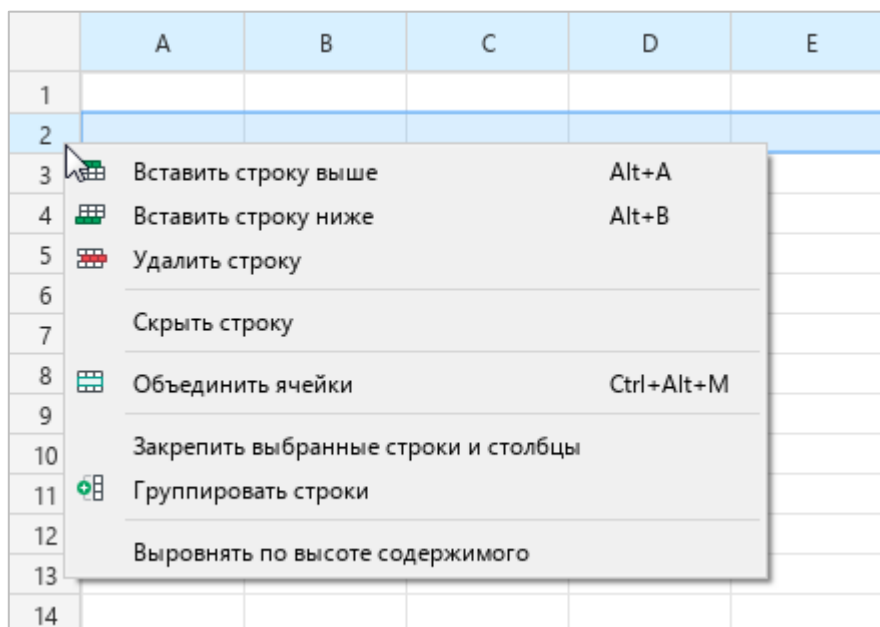 A B C D E
1
2
3 Вставить строку выше Alt+A
4 Вставить строку ниже Alt+B
5 Удалить строку
6
7 Скрыть строку
8 Объединить ячейки Ctrl+Alt+M
9
10 Закрепить выбранные строки и столбцы
11 Группировать строки
12
13 Выровнять по высоте содержимого
14